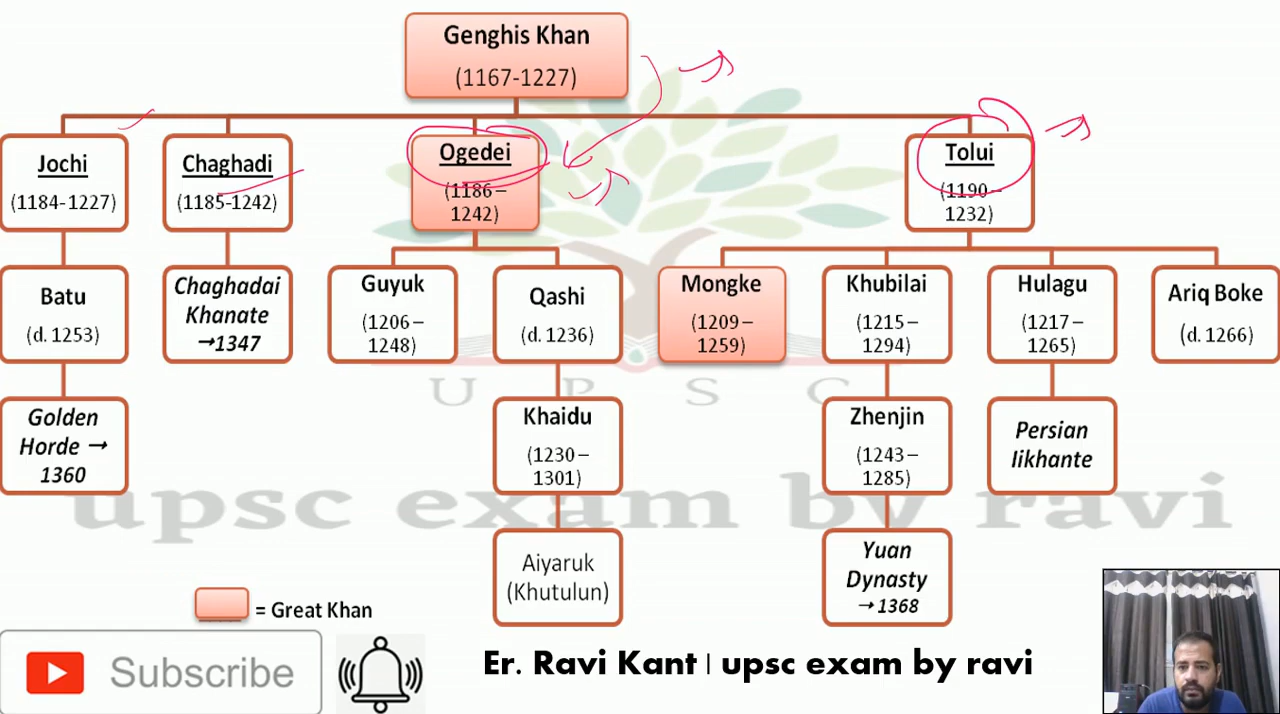 Genghis Khan
(1167-1227)
Jochi
(1184-1227)
Chaghadi
(1185-1242)
Ogedei
(1186–
1242)
Tolui
(1190–
1232)
Batu
(d. 1253)
Chaghadai
Khanate
→1347
Guyuk
(1206–
1248)
Qashi
(d. 1236)
Mongke
(1209–
1259)
Khubilai
(1215–
1294)
Hulagu
(1217–
1265)
Ariq Boke
(d. 1266)
UPSC
Golden
Horde →
1360
Khaidu
(1230–
1301)
Zhenjin
(1243–
1285)
Persian
Iikhante
upsc exam by ravi
Aiyaruk
(Khutulun)
Yuan
Dynasty
→ 1368
= Great Khan
Subscribe
Er. Ravi Kant | upsc exam by ravi